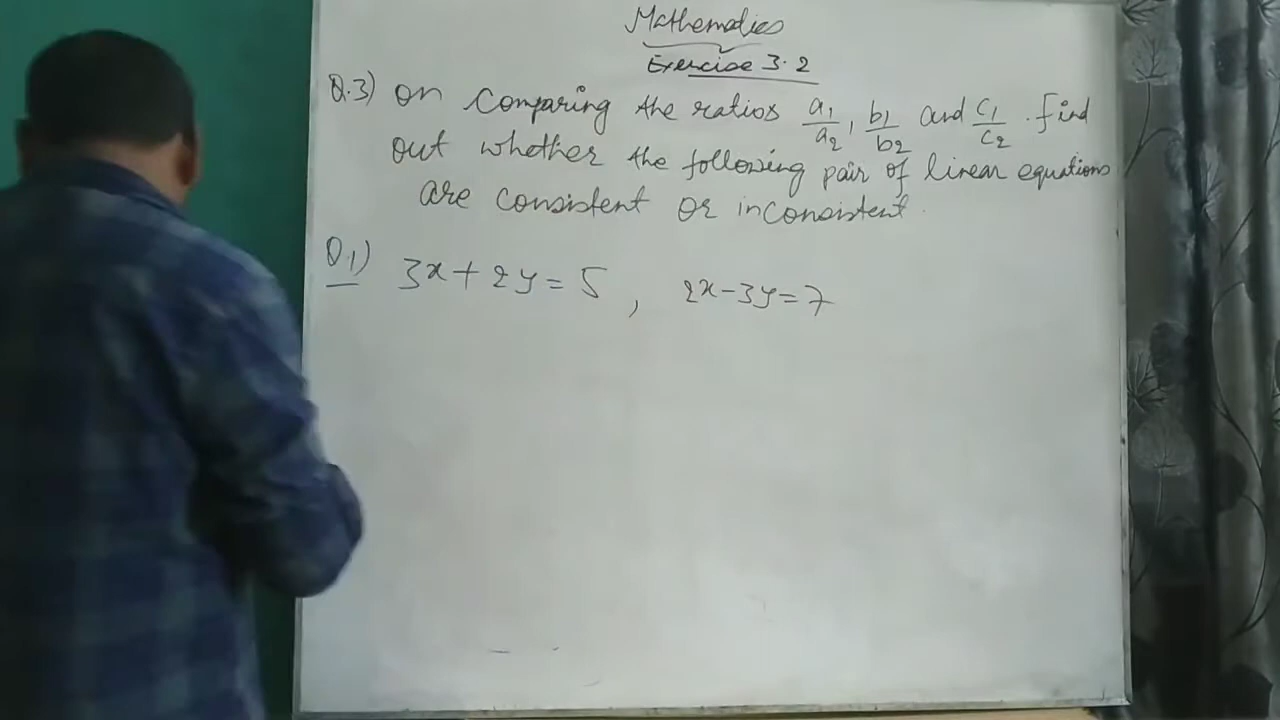 Mathematics
Exercise 3.2
Q.3) On Comparing the ratios a₁/a₂, b₁/b₂ and c₁/c₂. find
out whether the following pair of linear equations
are consistent or inconsistent.
Q.1) 3x + 2y = 5 , 2x - 3y = 7